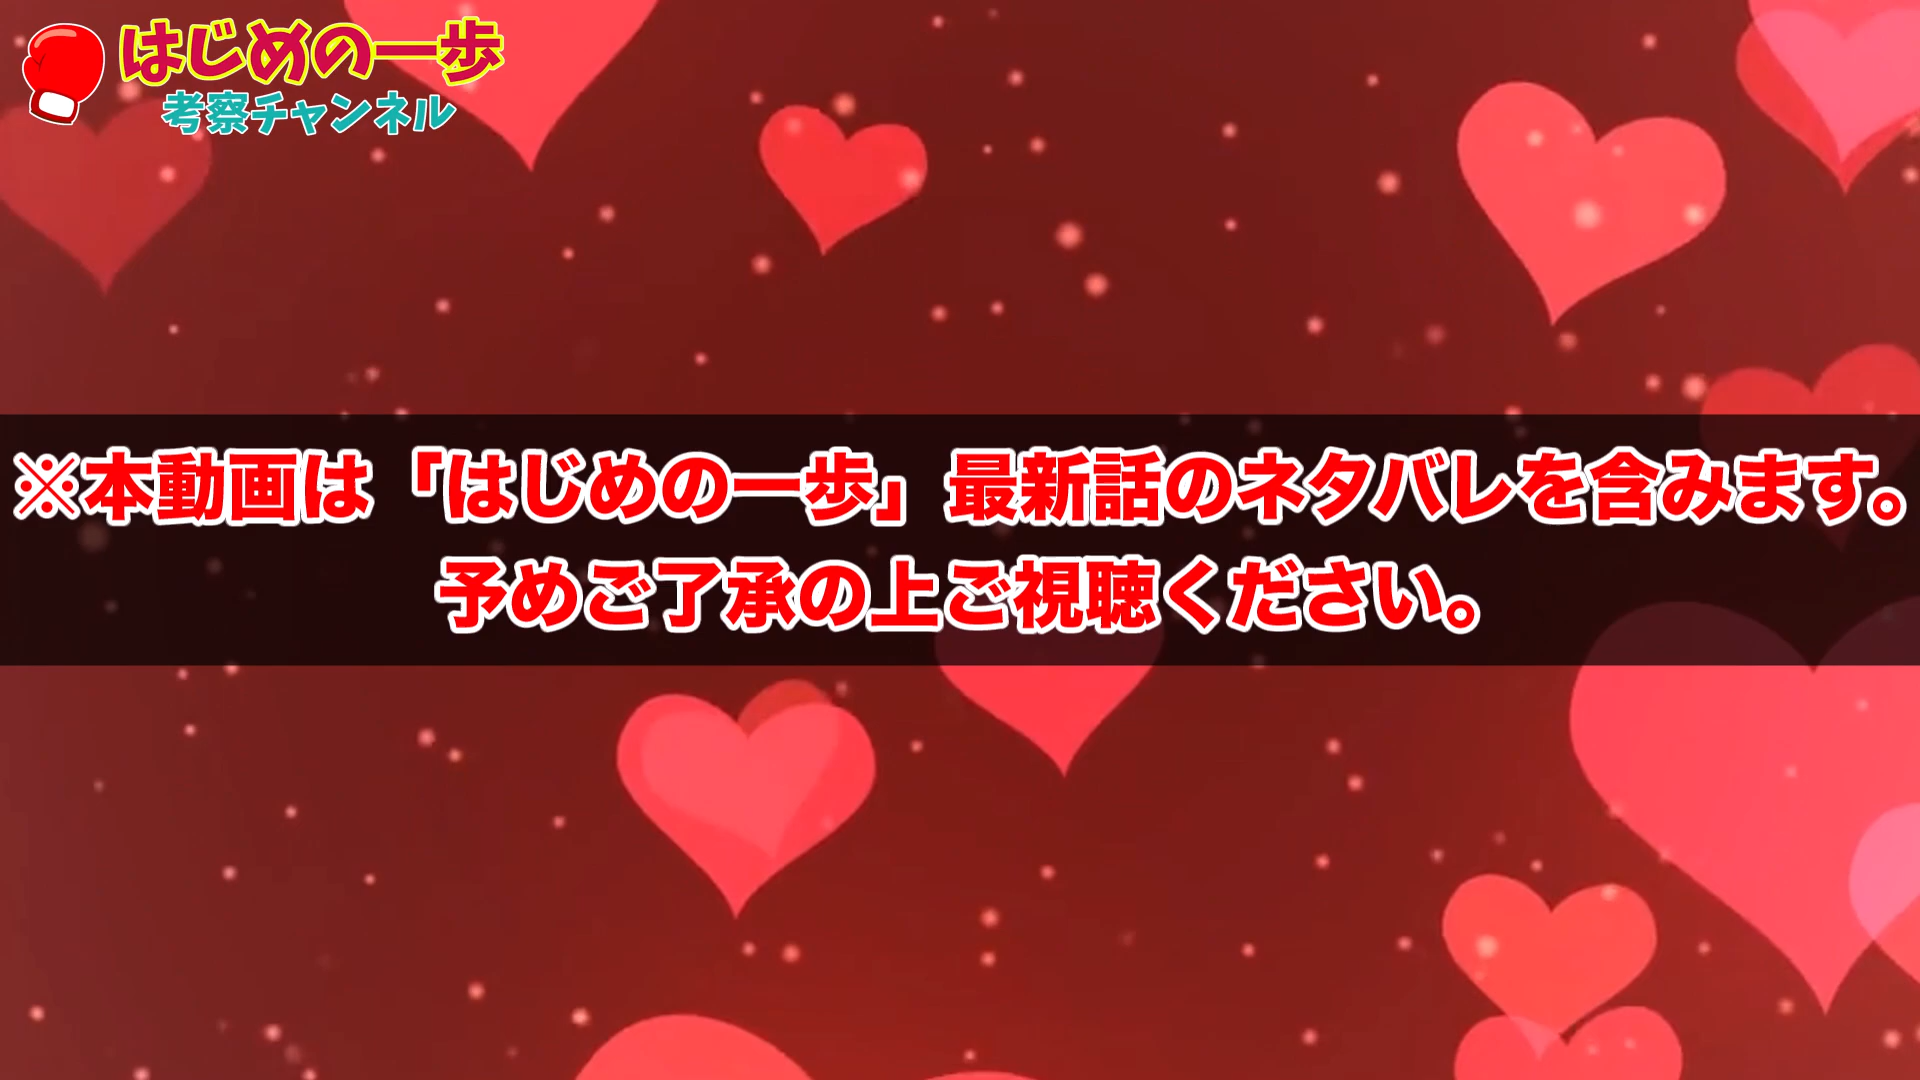 はじめの一歩
考察チャンネル
※本動画は「はじめの一歩」最新話のネタバレを含みます。
予めご了承の上ご視聴ください。